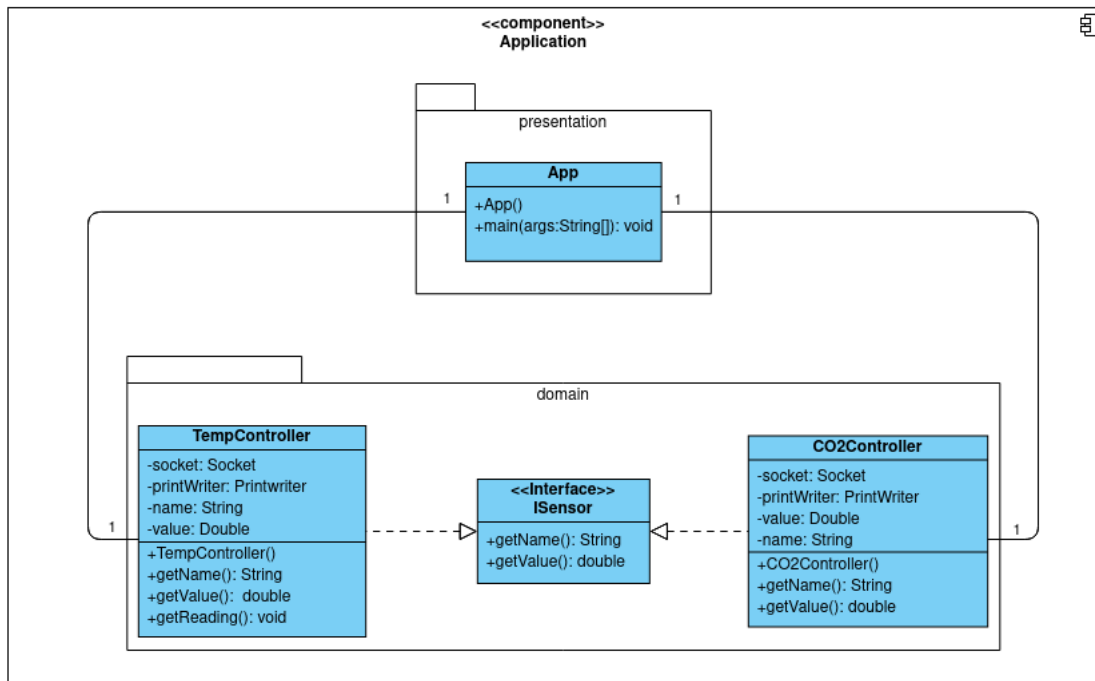 <<component>>
Application
presentation
App
+App()
+main(args:String[]): void
1
1
domain
TempController
-socket: Socket
-printWriter: Printwriter
-name: String
-value: Double
+TempController()
+getName(): String
+getValue():  double
+getReading(): void
1
<<Interface>>
ISensor
+getName(): String
+getValue(): double
CO2Controller
-socket: Socket
-printWriter: PrintWriter
-value: Double
-name: String
+CO2Controller()
+getName(): String
+getValue(): double
1